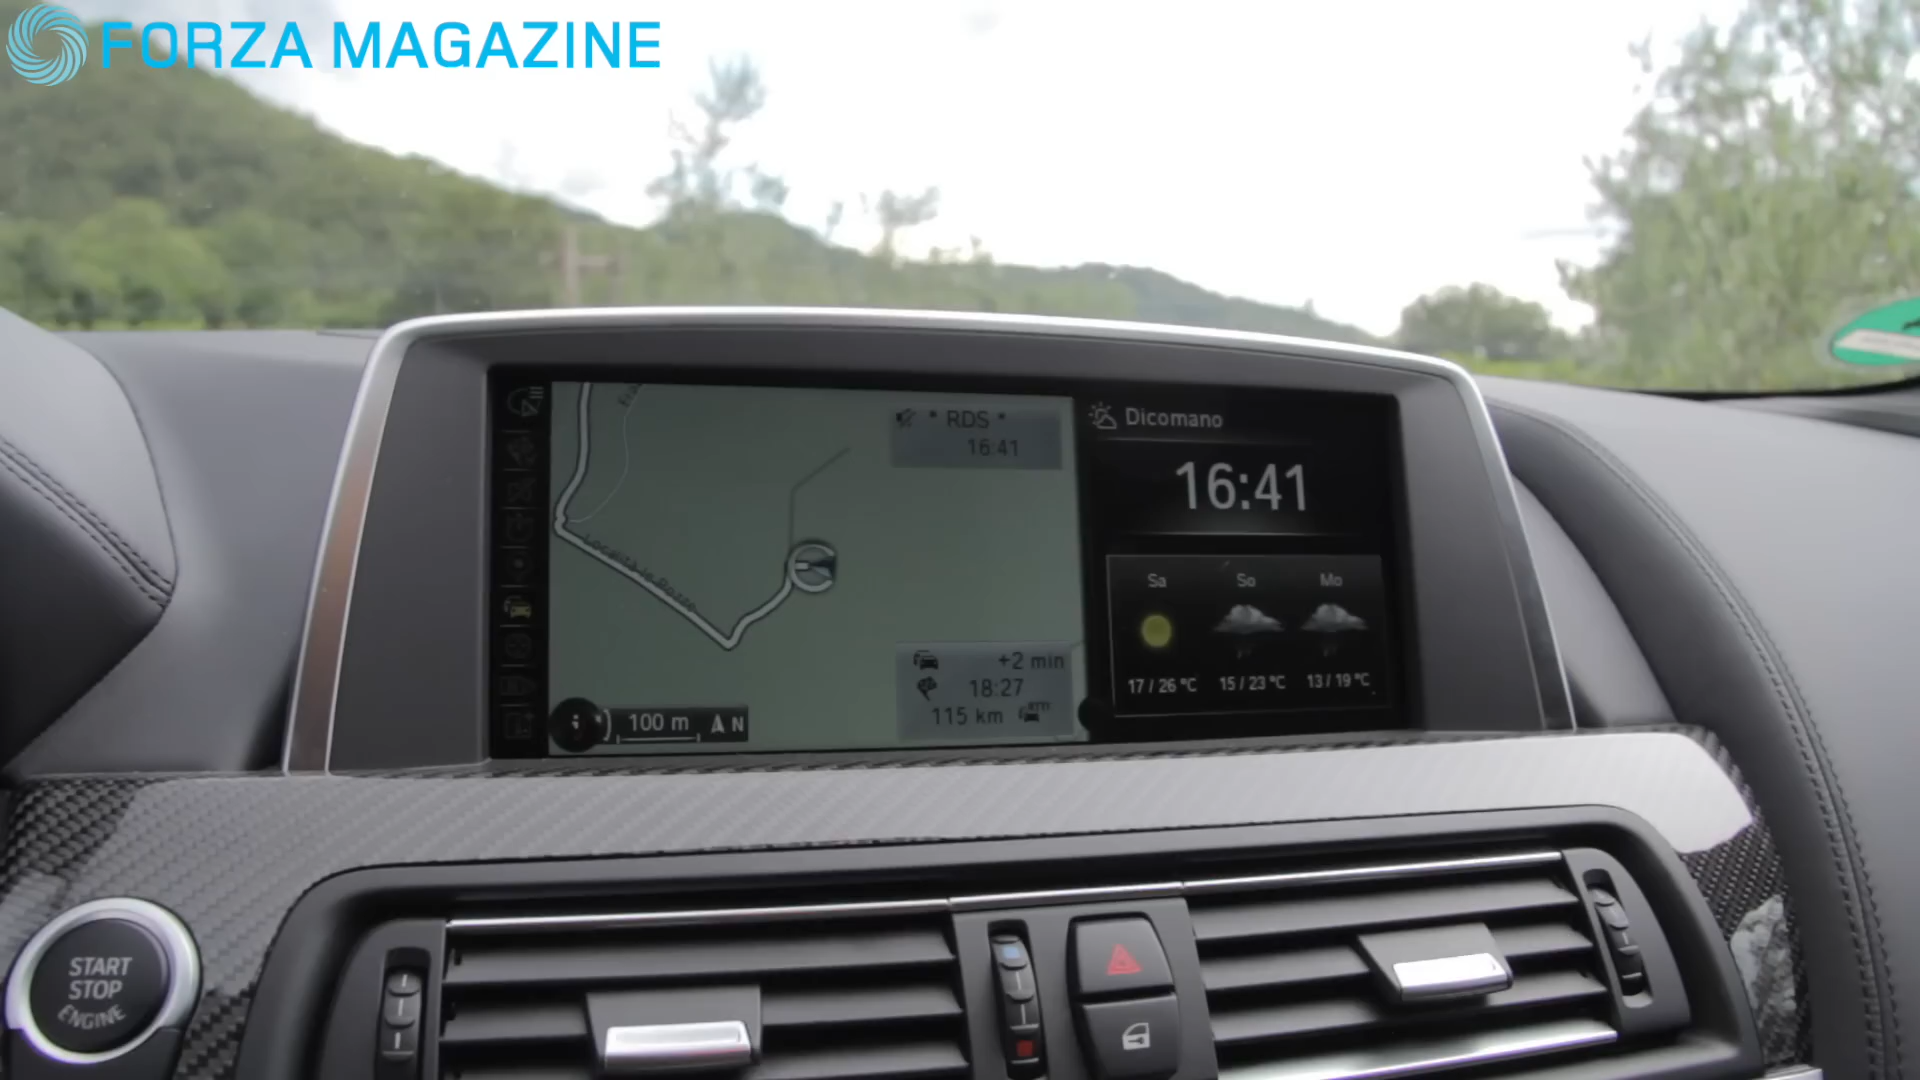 FORZA MAGAZINE
* RDS *
16:41
Dicomano
16:41
Sa So Mo
17 / 26 °C 15 / 23 °C 13 / 19 °C
+2 min
18:27
115 km
100 m N
START
STOP
ENGINE